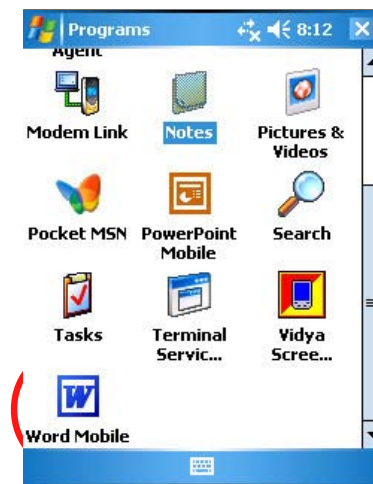 Programs 8:12
Agent
Modem Link Notes Pictures &
Videos
Pocket MSN PowerPoint Search
Mobile
Tasks Terminal Vidya
Servic... Scree...
Word Mobile